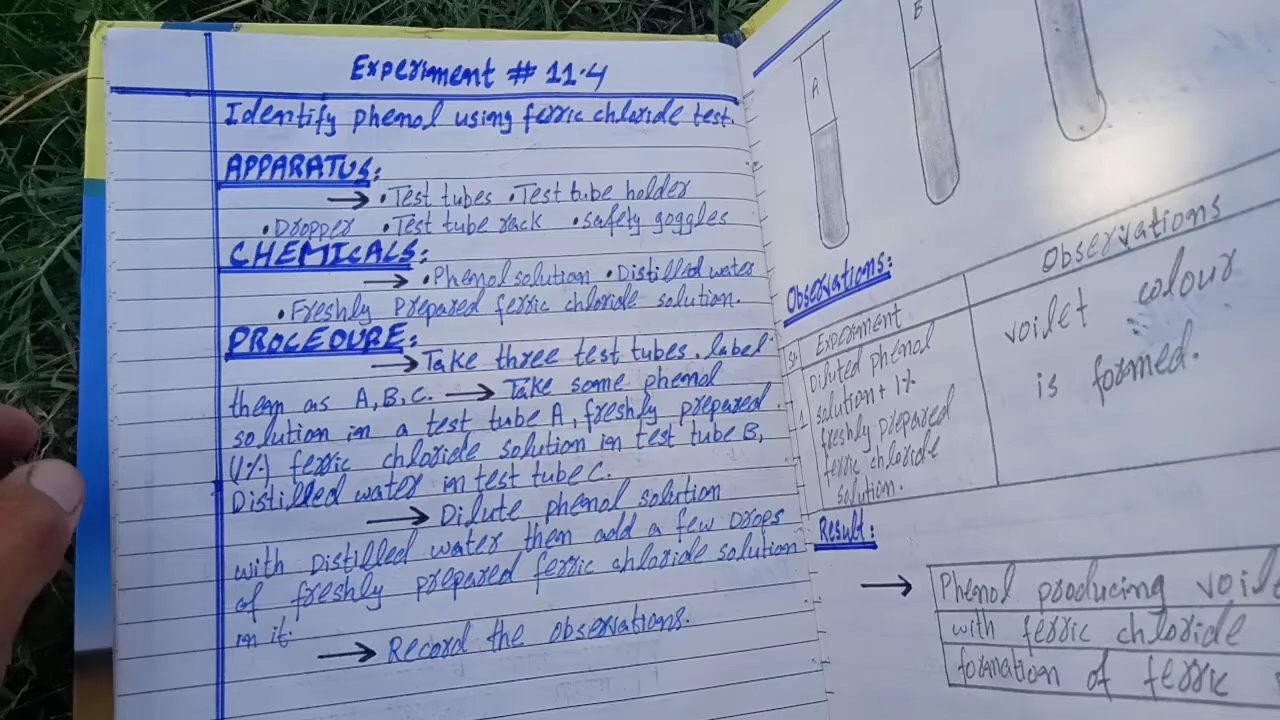 Experiment # 11.4
Identify phenol using ferric chloride test.
APPARATUS:
→ •Test tubes •Test tube holder
•Dropper •Test tube rack •safety goggles
CHEMICALS:
→ •Phenol solution •Distilled water
•Freshly Prepared ferric chloride solution.
PROCEDURE:
→ Take three test tubes. label
them as A, B, C. → Take some phenol
solution in a test tube A, freshly prepared
(1%) ferric chloride solution in test tube B,
Distilled water in test tube C.
→ Dilute phenol solution
with Distilled water then add a few Drops
of freshly prepared ferric chloride solution
in it.
→ Record the observations.
A
B
Observations:
Experiment
Observations
1
Diluted phenol
solution + 1%
freshly prepared
ferric chloride
solution.
voilet colour
is formed.
Result:
→ Phenol producing
with ferric chloride
formation of ferric